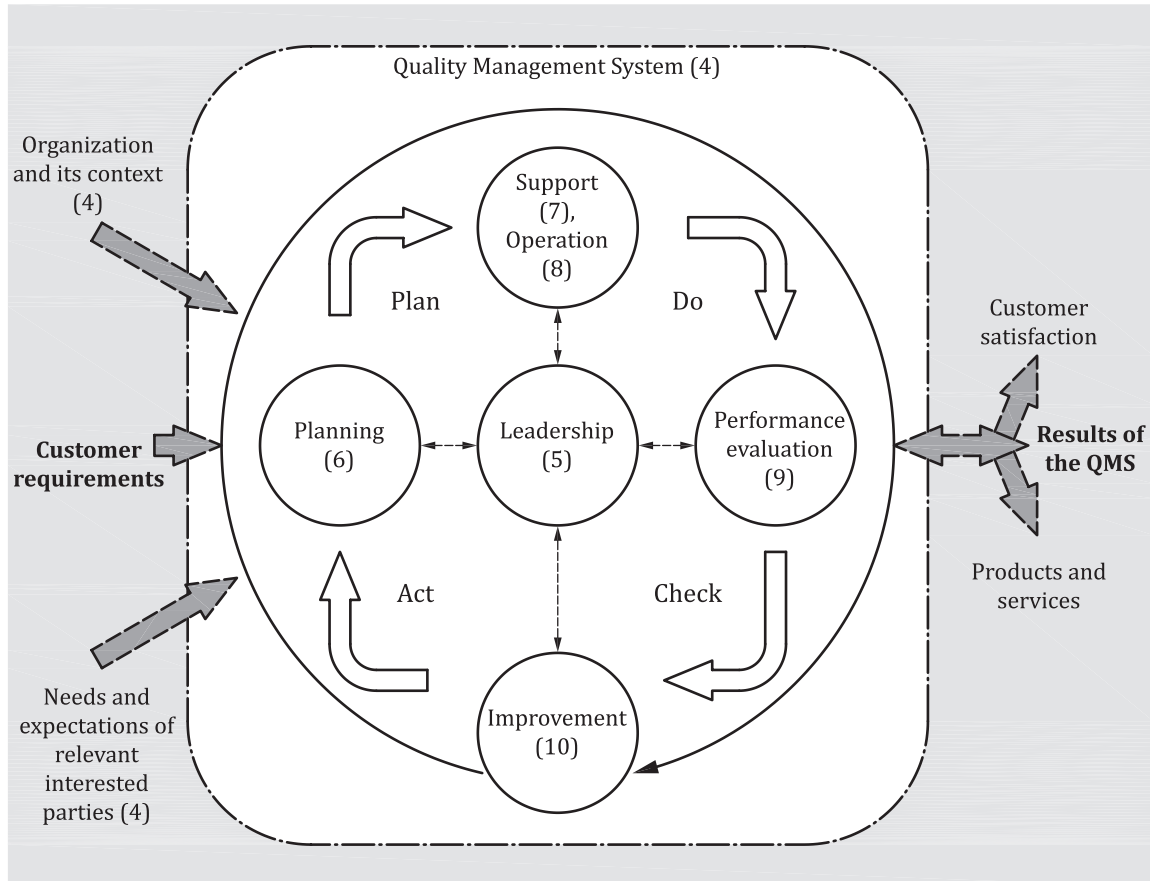 Quality Management System (4)
Organization
and its context
(4)
Support
(7),
Operation
(8)
Plan
Do
Customer
satisfaction
Planning
(6)
Leadership
(5)
Performance
evaluation
(9)
Customer
requirements
Results of
the QMS
Act
Check
Products and
services
Needs and
expectations of
relevant
interested
parties (4)
Improvement
(10)